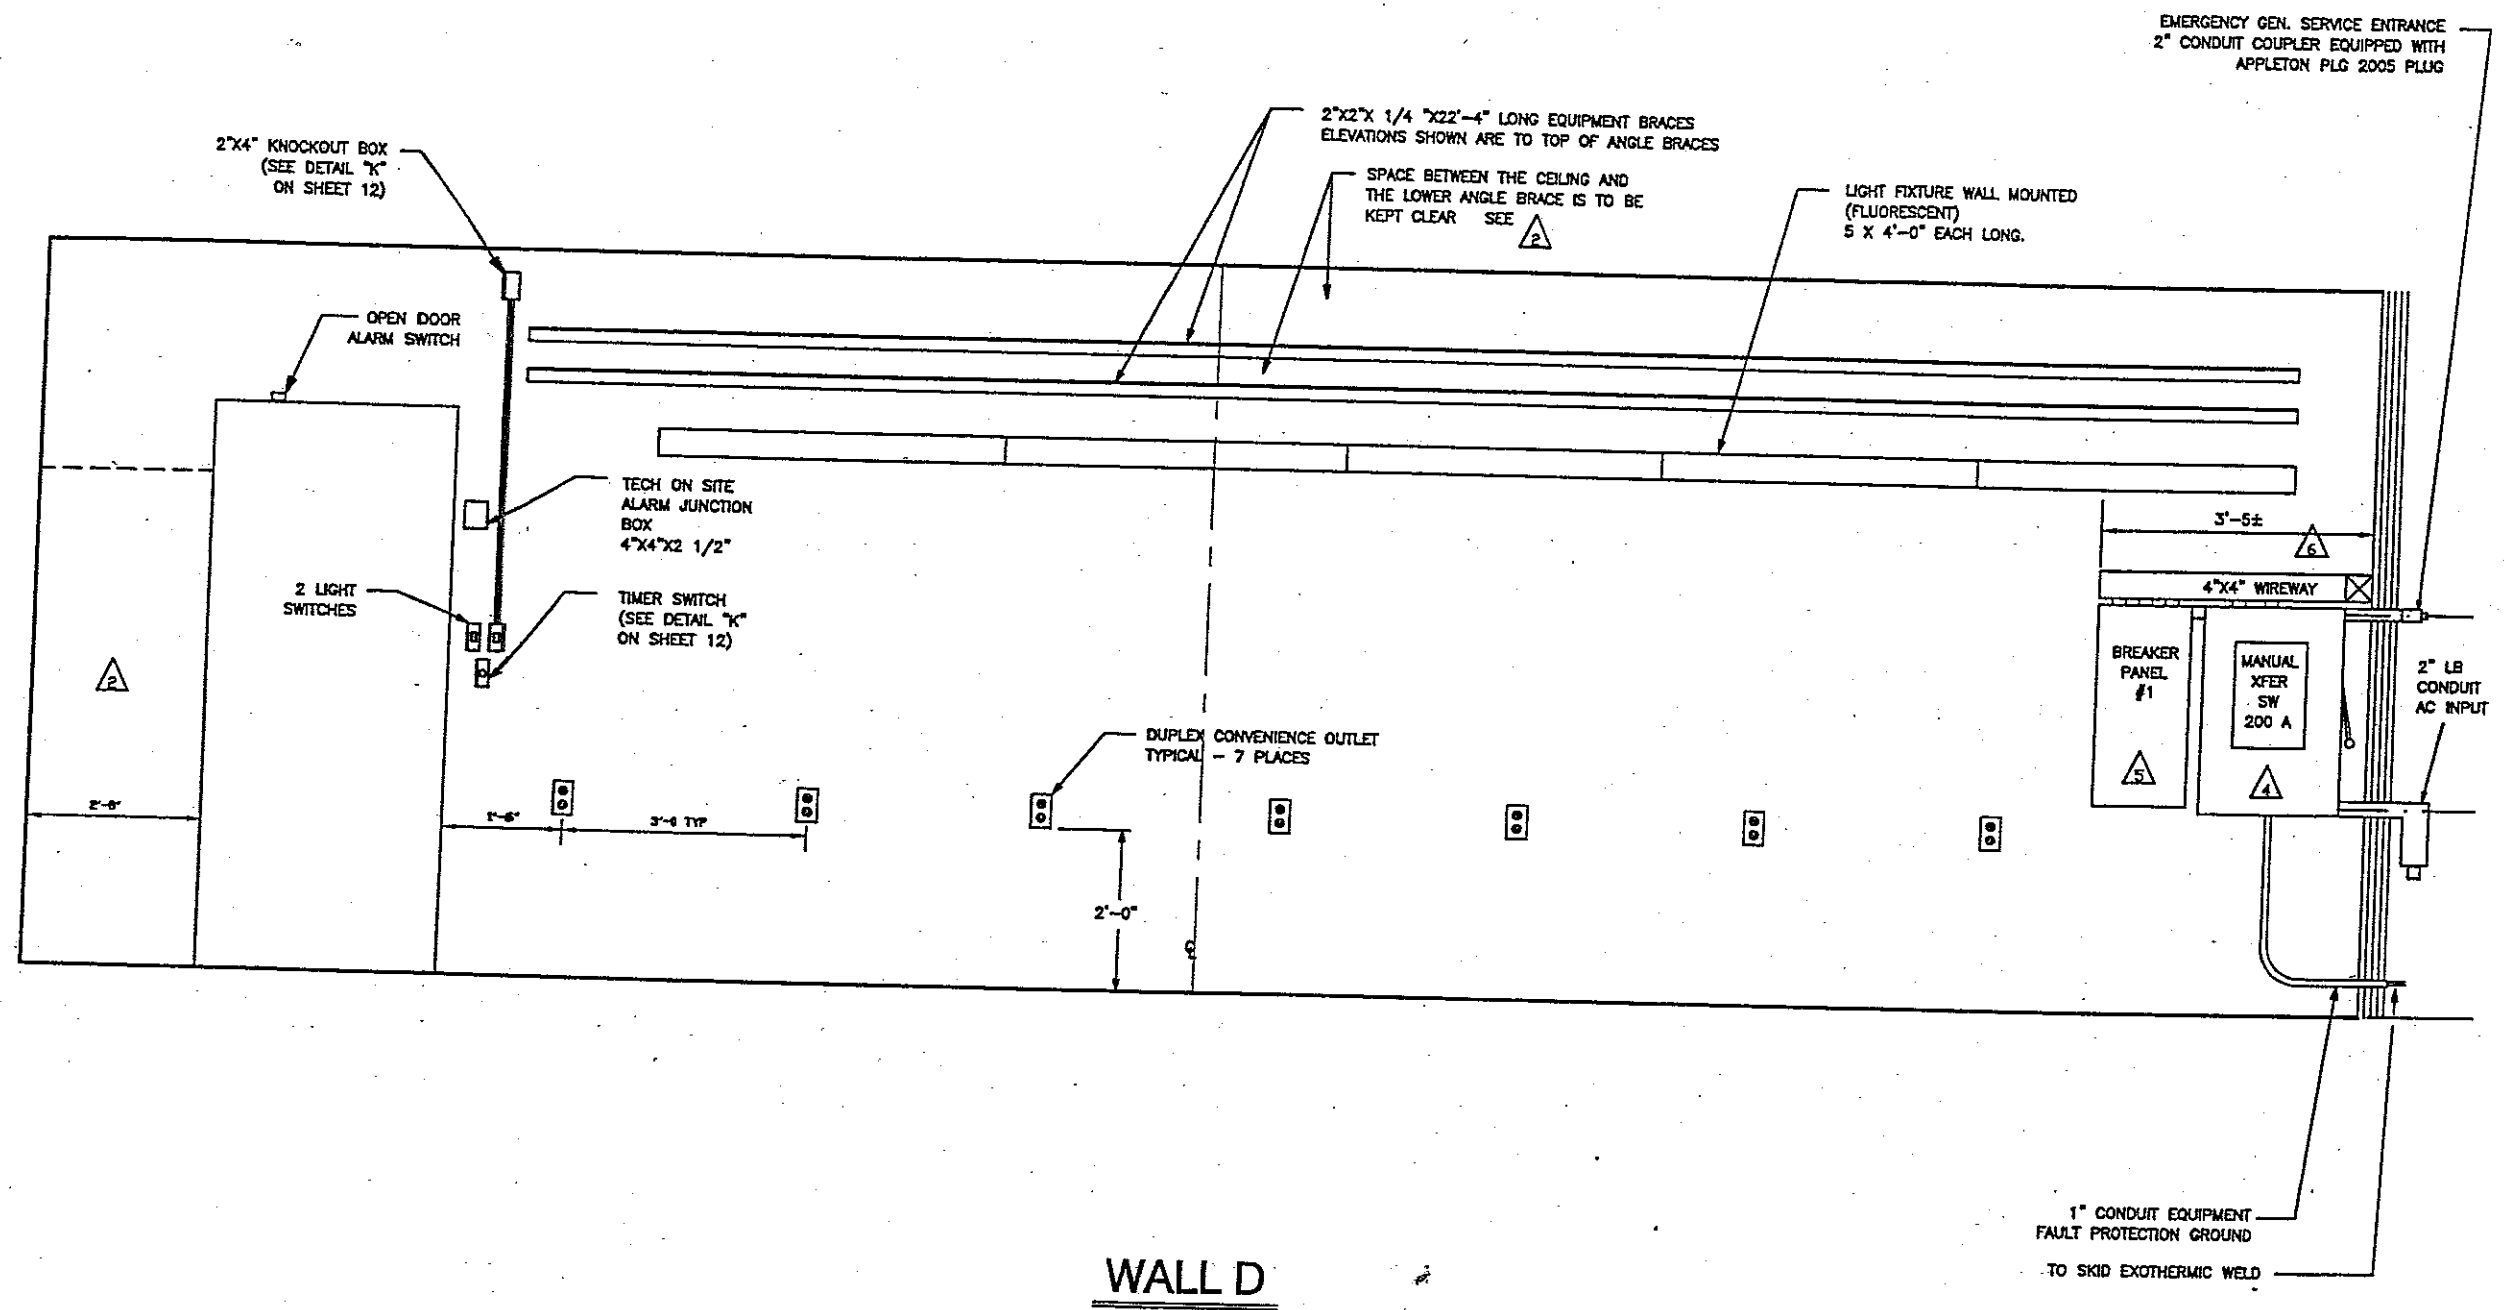 EMERGENCY GEN. SERVICE ENTRANCE
2" CONDUIT COUPLER EQUIPPED WITH
APPLETON PLG 2005 PLUG
2"X2"X 1/4 "X22'-4" LONG EQUIPMENT BRACES
ELEVATIONS SHOWN ARE TO TOP OF ANGLE BRACES
2"X4" KNOCKOUT BOX
(SEE DETAIL "K"
ON SHEET 12)
SPACE BETWEEN THE CEILING AND
THE LOWER ANGLE BRACE IS TO BE
KEPT CLEAR SEE
2
LIGHT FIXTURE WALL MOUNTED
(FLUORESCENT)
5 X 4'-0" EACH LONG.
OPEN DOOR
ALARM SWITCH
TECH ON SITE
ALARM JUNCTION
BOX
4"X4"X2 1/2"
3'-5±
6
4"X4" WIREWAY
2 LIGHT
SWITCHES
TIMER SWITCH
(SEE DETAIL "K"
ON SHEET 12)
2
BREAKER
PANEL
#1
5
MANUAL
XFER
SW
200 A
4
2" LB
CONDUIT
AC INPUT
DUPLEX CONVENIENCE OUTLET
TYPICAL - 7 PLACES
1'-6"
2'-0"
1" CONDUIT EQUIPMENT
FAULT PROTECTION GROUND
TO SKID EXOTHERMIC WELD
WALL D